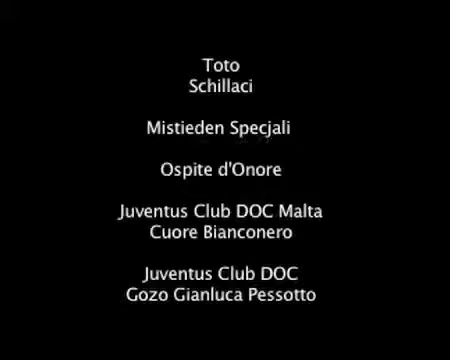 Toto
Schillaci
Mistieden Specjali
Ospite d'Onore
Juventus Club DOC Malta
Cuore Bianconero
Juventus Club DOC
Gozo Gianluca Pessotto